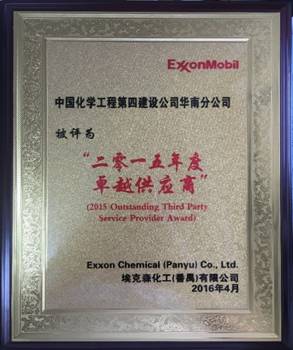 ExxonMobil
中国化学工程第四建设公司华南分公司
被评为
“二零一五年度
卓越供应商”
(2015 Outstanding Third Party
Service Provider Award)
Exxon Chemical (Panyu) Co., Ltd.
埃克森化工(番禺)有限公司
2016年4月